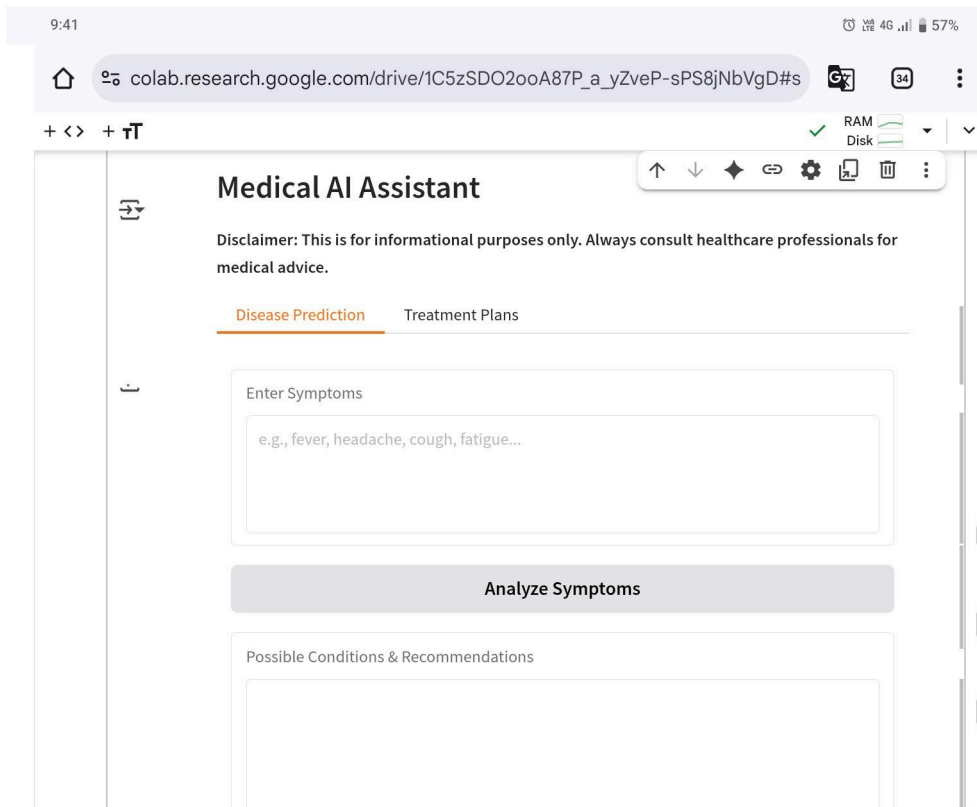 9:41
4G 57%
colab.research.google.com/drive/1C5zSDO2ooA87P_a_yZveP-sPS8jNbVgD#s
34
RAM
Disk
Medical AI Assistant
Disclaimer: This is for informational purposes only. Always consult healthcare professionals for
medical advice.
Disease Prediction Treatment Plans
Enter Symptoms
e.g., fever, headache, cough, fatigue...
Analyze Symptoms
Possible Conditions & Recommendations